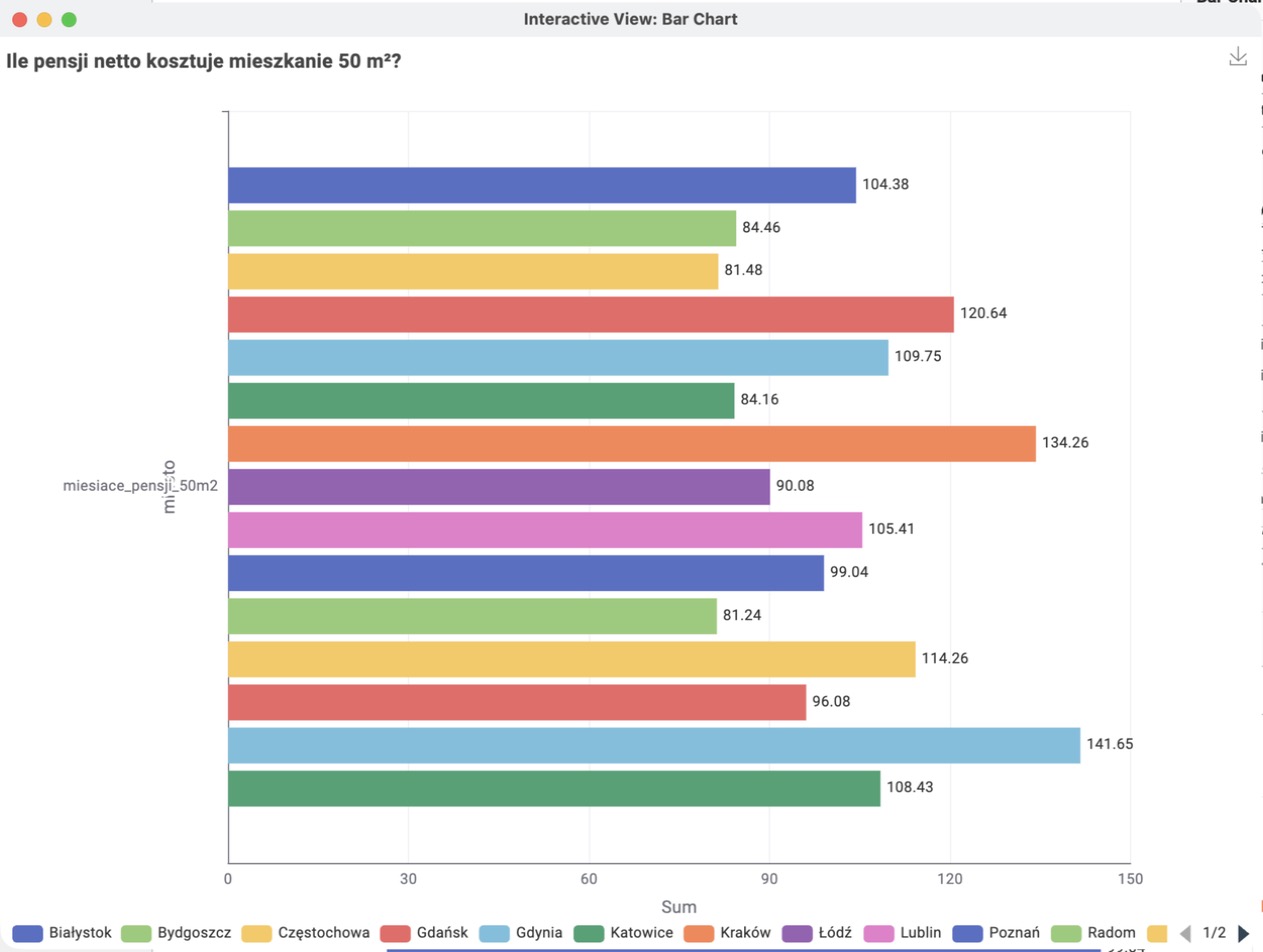 Interactive View: Bar Chart
Ile pensji netto kosztuje mieszkanie 50 m²?
104.38
84.46
81.48
120.64
109.75
84.16
134.26
miasto
miesiace_pensji_50m2
90.08
105.41
99.04
81.24
114.26
96.08
141.65
108.43
0 30 60 90 120 150
Sum
Białystok Bydgoszcz Częstochowa Gdańsk Gdynia Katowice Kraków Łódź Lublin Poznań Radom 1/2